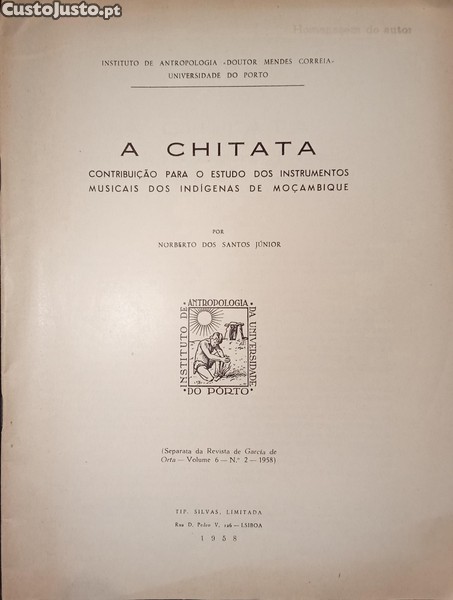 CustoJusto.pt
Homenagem do autor
INSTITUTO DE ANTROPOLOGIA «DOUTOR MENDES CORREIA»
UNIVERSIDADE DO PORTO
A CHITATA
CONTRIBUIÇÃO PARA O ESTUDO DOS INSTRUMENTOS
MUSICAIS DOS INDÍGENAS DE MOÇAMBIQUE
POR
NORBERTO DOS SANTOS JÚNIOR
INSTITUTO DE ANTROPOLOGIA DA UNIVERSIDADE DO PÔRTO
(Separata da Revista de Garcia de
Orta — Volume 6 — N.º 2 — 1958)
TIP. SILVAS, LIMITADA
Rua D. Pedro V, 126 — LSIBOA
1958